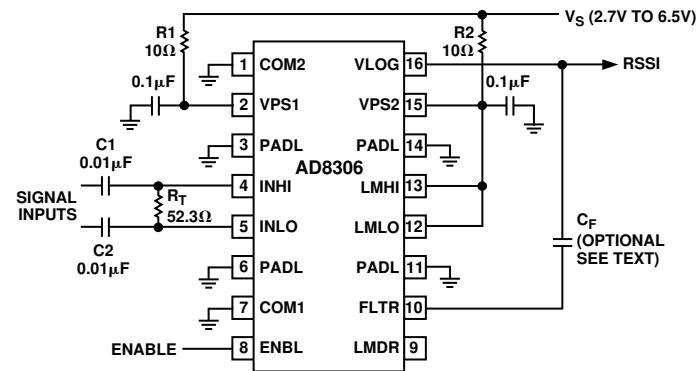 R1
10Ω
R2
10Ω
VS (2.7V TO 6.5V)
0.1μF
1 COM2
VLOG 16
RSSI
2 VPS1
VPS2 15
0.1μF
3 PADL
PADL 14
AD8306
C1
0.01μF
4 INHI
LMHI 13
SIGNAL
INPUTS
RT
52.3Ω
5 INLO
LMLO 12
C2
0.01μF
CF
(OPTIONAL
SEE TEXT)
6 PADL
PADL 11
7 COM1
FLTR 10
ENABLE
8 ENBL
LMDR 9